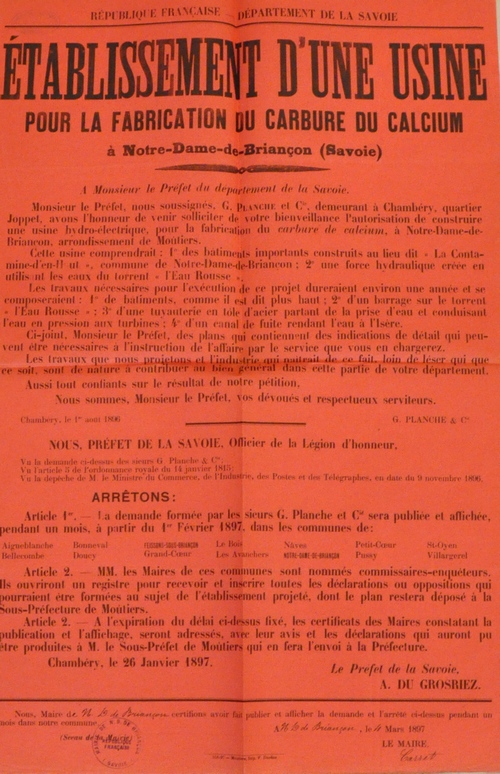 RÉPUBLIQUE FRANÇAISE — DÉPARTEMENT DE LA SAVOIE
ÉTABLISSEMENT D'UNE USINE
POUR LA FABRICATION DU CARBURE DU CALCIUM
à Notre-Dame-de-Briançon (Savoie)
A Monsieur le Préfet du département de la Savoie.
Monsieur le Préfet, nous soussignés, G. PLANCHE et Cie, demeurant à Chambéry, quartier
Joppet, avons l'honneur de venir solliciter de votre bienveillance l'autorisation de construire
une usine hydro-électrique, pour la fabrication du carbure de calcium, à Notre-Dame-de-
Briançon, arrondissement de Moûtiers.
Cette usine comprendrait : 1° des bâtiments importants construits au lieu dit « La Conta-
mine-d'en-H ut », commune de Notre-Dame-de-Briançon ; 2° une force hydraulique créée en
utilis nt les eaux du torrent « l'Eau Rousse ».
Les travaux nécessaires pour l'exécution de ce projet dureraient environ une année et se
composeraient : 1° de bâtiments, comme il est dit plus haut ; 2° d'un barrage sur le torrent
« l'Eau Rousse » ; 3° d'une tuyauterie en tôle d'acier partant de la prise d'eau et conduisant
l'eau en pression aux turbines ; 4° d'un canal de fuite rendant l'eau à l'Isère.
Ci-joint, Monsieur le Préfet, des plans qui contiennent des indications de détail qui peu-
vent être nécessaires à l'instruction de l'affaire par le service que vous en chargerez.
Les travaux que nous projetons et l'industrie qui naîtrait de ce fait, loin de léser qui que
ce soit, sont de nature à contribuer au bien général dans cette partie de votre département.
Aussi tout confiants sur le résultat de notre pétition,
Nous sommes, Monsieur le Préfet, vos dévoués et respectueux serviteurs.
Chambéry, le 1er août 1896 G. PLANCHE & Cie
NOUS, PRÉFET DE LA SAVOIE, Officier de la Légion d'honneur,
Vu la demande ci-dessus des sieurs G. Planche & Cie ;
Vu l'article 5 de l'ordonnance royale du 14 janvier 1815 ;
Vu la dépêche de M. le Ministre du Commerce, de l'Industrie, des Postes et des Télégraphes, en date du 9 novembre 1896,
ARRÊTONS :
Article 1er. — La demande formée par les sieurs G. Planche et Cie sera publiée et affichée,
pendant un mois, à partir du 1er Février 1897, dans les communes de:
Aigueblanche Bonneval FEISSONS-SOUS-BRIANÇON Le Bois Nâves Petit-Cœur St-Oyen
Bellecombe Doucy Grand-Cœur Les Avanchers NOTRE-DAME-DE-BRIANÇON Pussy Villargerel
Article 2. — MM. les Maires de ces communes sont nommés commissaires-enquêteurs.
Ils ouvriront un registre pour recevoir et inscrire toutes les déclarations ou oppositions qui
pourraient être formées au sujet de l'établissement projeté, dont le plan restera déposé à la
Sous-Préfecture de Moûtiers.
Article 2. — A l'expiration du délai ci-dessus fixé, les certificats des Maires constatant la
publication et l'affichage, seront adressés, avec leur avis et les déclarations qui auront pu
être produites à M. le Sous-Préfet de Moûtiers qui en fera l'envoi à la Préfecture.
Chambéry, le 26 Janvier 1897.
Le Préfet de la Savoie,
A. DU GROSRIEZ.
Nous, Maire de N. D. de Briançon, certifions avoir fait publier et afficher la demande et l'arrêté ci-dessus pendant un
mois dans notre commune.
A N. D. de Briançon, le 4 Mars 1897
(Sceau de la Mairie)
LE MAIRE
RÉPUBLIQUE
FRANÇAISE
SAVOIE